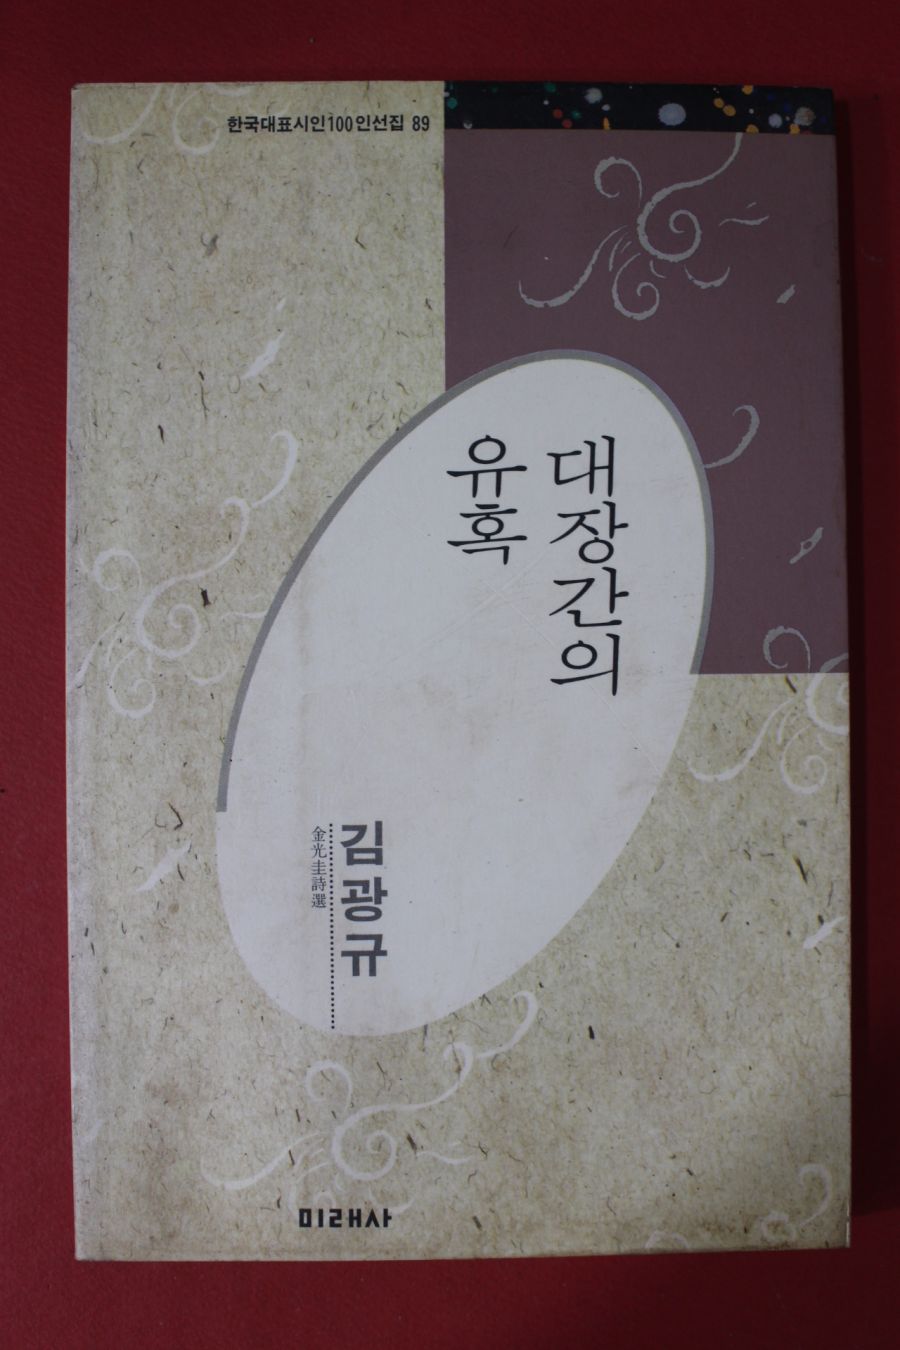 한국대표시인100인선집 89
대장간의
유혹
김광규
金光圭詩選
미래사